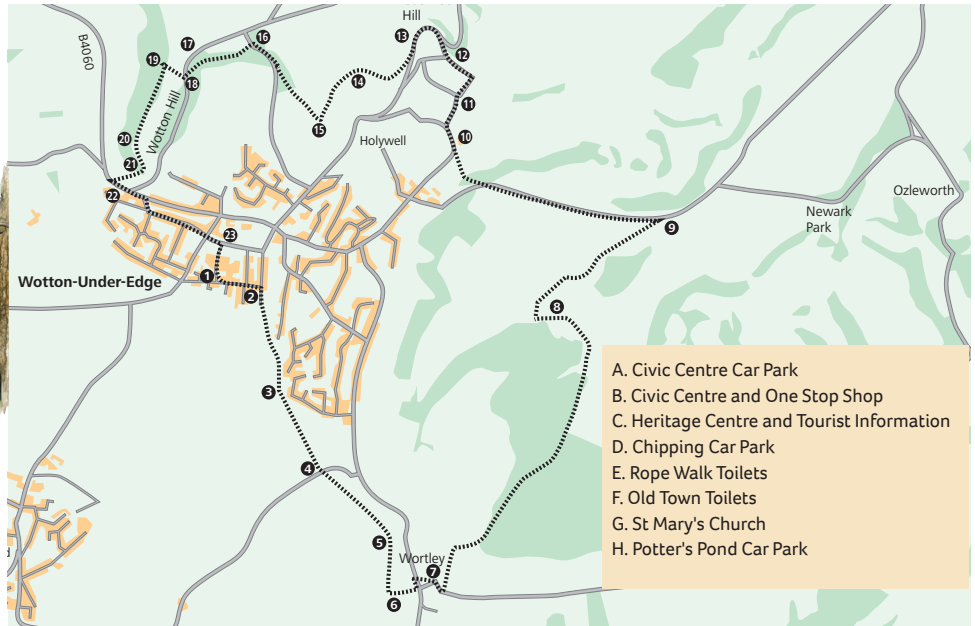 Hill
B4060
Wotton Hill
Holywell
Ozleworth
Newark
Park
Wotton-Under-Edge
Wortley
d
1
2
3
4
5
6
7
8
9
10
11
12
13
14
15
16
17
18
19
20
21
22
23
A. Civic Centre Car Park
B. Civic Centre and One Stop Shop
C. Heritage Centre and Tourist Information
D. Chipping Car Park
E. Rope Walk Toilets
F. Old Town Toilets
G. St Mary's Church
H. Potter's Pond Car Park